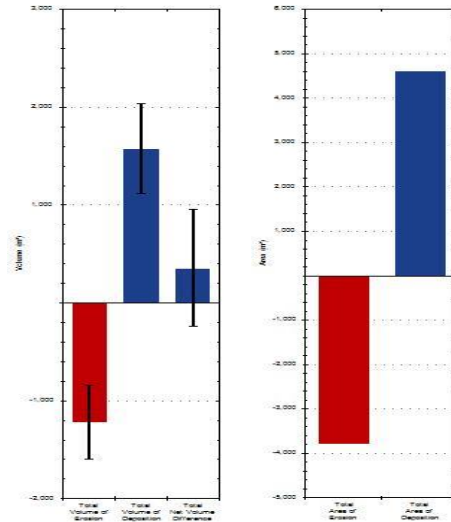 3,000
2,000
1,000
-1,000
-2,000
Volume (m³)
Total
Volume of
Erosion
Total
Volume of
Deposition
Total
Net Volume
Difference
6,000
5,000
4,000
3,000
2,000
1,000
-1,000
-2,000
-3,000
-4,000
-5,000
Area (m²)
Total
Area of
Erosion
Total
Area of
Deposition